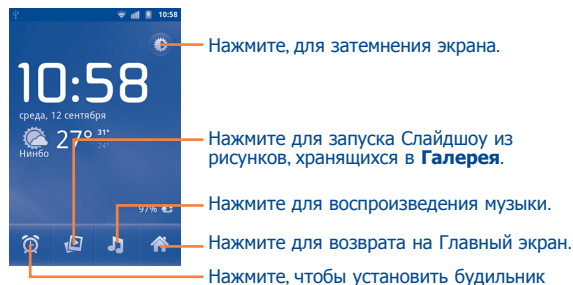 10:58
Нажмите, для затемнения экрана.
10:58
среда, 12 сентября
27° 31°
24°
Нинбо
Нажмите для запуска Слайдшоу из
рисунков, хранящихся в Галерея.
97%
Нажмите для воспроизведения музыки.
Нажмите для возврата на Главный экран.
Нажмите, чтобы установить будильник